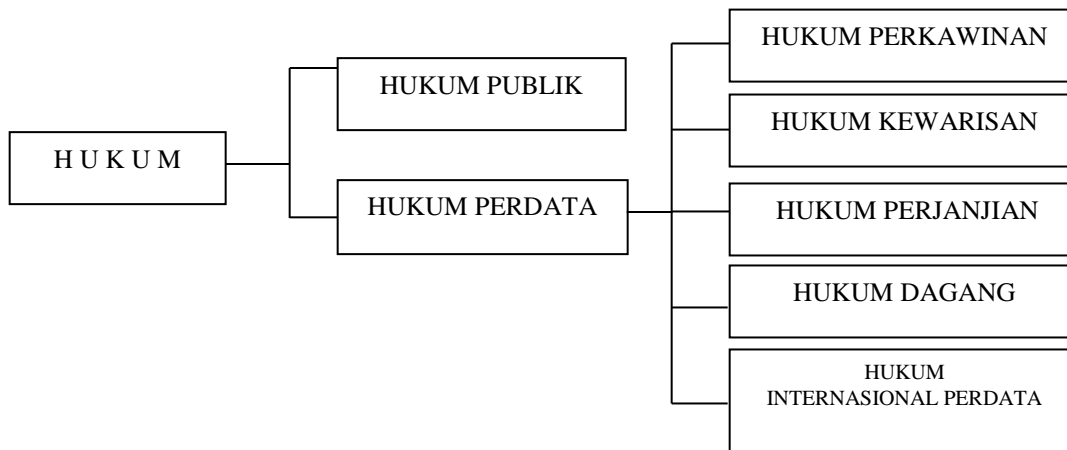 H U K U M
HUKUM PUBLIK
HUKUM PERDATA
HUKUM PERKAWINAN
HUKUM KEWARISAN
HUKUM PERJANJIAN
HUKUM DAGANG
HUKUM
INTERNASIONAL PERDATA